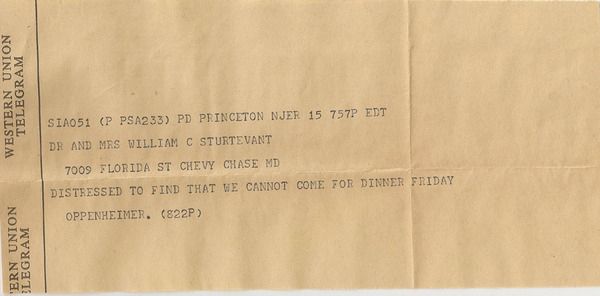 WESTERN UNION
TELEGRAM
SIA051 (P PSA233) PD PRINCETON NJER 15 757P EDT
DR AND MRS WILLIAM C STURTEVANT
7009 FLORIDA ST CHEVY CHASE MD
DISTRESSED TO FIND THAT WE CANNOT COME FOR DINNER FRIDAY
OPPENHEIMER. (822P)
ERN UNION
ELEGRAM